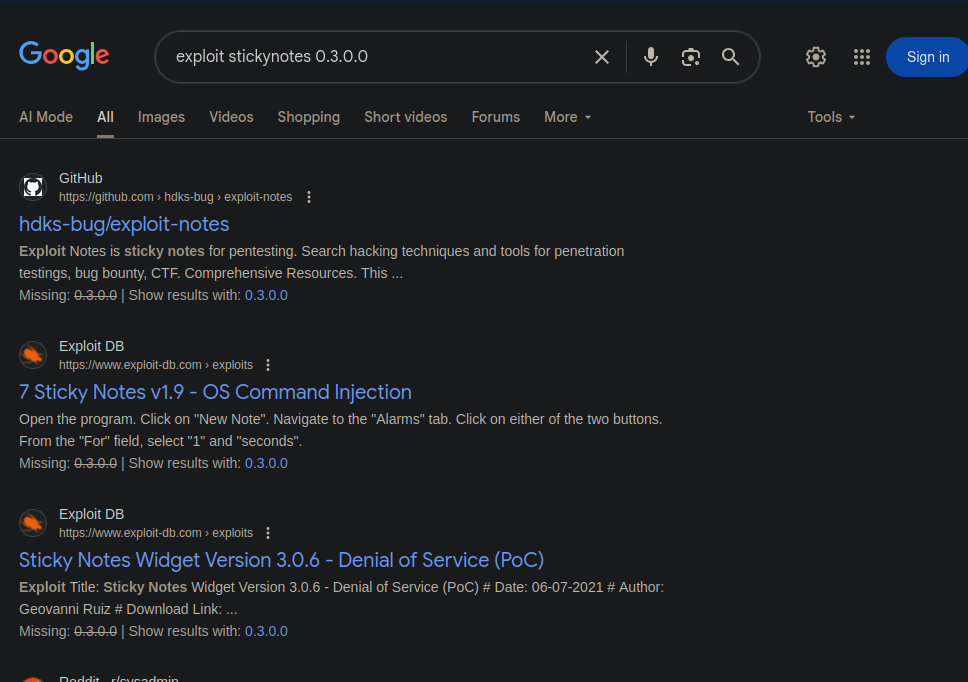 Google
exploit stickynotes 0.3.0.0
Sign in
AI Mode
All
Images
Videos
Shopping
Short videos
Forums
More
Tools
GitHub
https://github.com › hdks-bug › exploit-notes
hdks-bug/exploit-notes
Exploit Notes is sticky notes for pentesting. Search hacking techniques and tools for penetration
testings, bug bounty, CTF. Comprehensive Resources. This ...
Missing: 0.3.0.0 | Show results with: 0.3.0.0
Exploit DB
https://www.exploit-db.com › exploits
7 Sticky Notes v1.9 - OS Command Injection
Open the program. Click on "New Note". Navigate to the "Alarms" tab. Click on either of the two buttons.
From the "For" field, select "1" and "seconds".
Missing: 0.3.0.0 | Show results with: 0.3.0.0
Exploit DB
https://www.exploit-db.com › exploits
Sticky Notes Widget Version 3.0.6 - Denial of Service (PoC)
Exploit Title: Sticky Notes Widget Version 3.0.6 - Denial of Service (PoC) # Date: 06-07-2021 # Author:
Geovanni Ruiz # Download Link: ...
Missing: 0.3.0.0 | Show results with: 0.3.0.0
Reddit · r/sysadmin